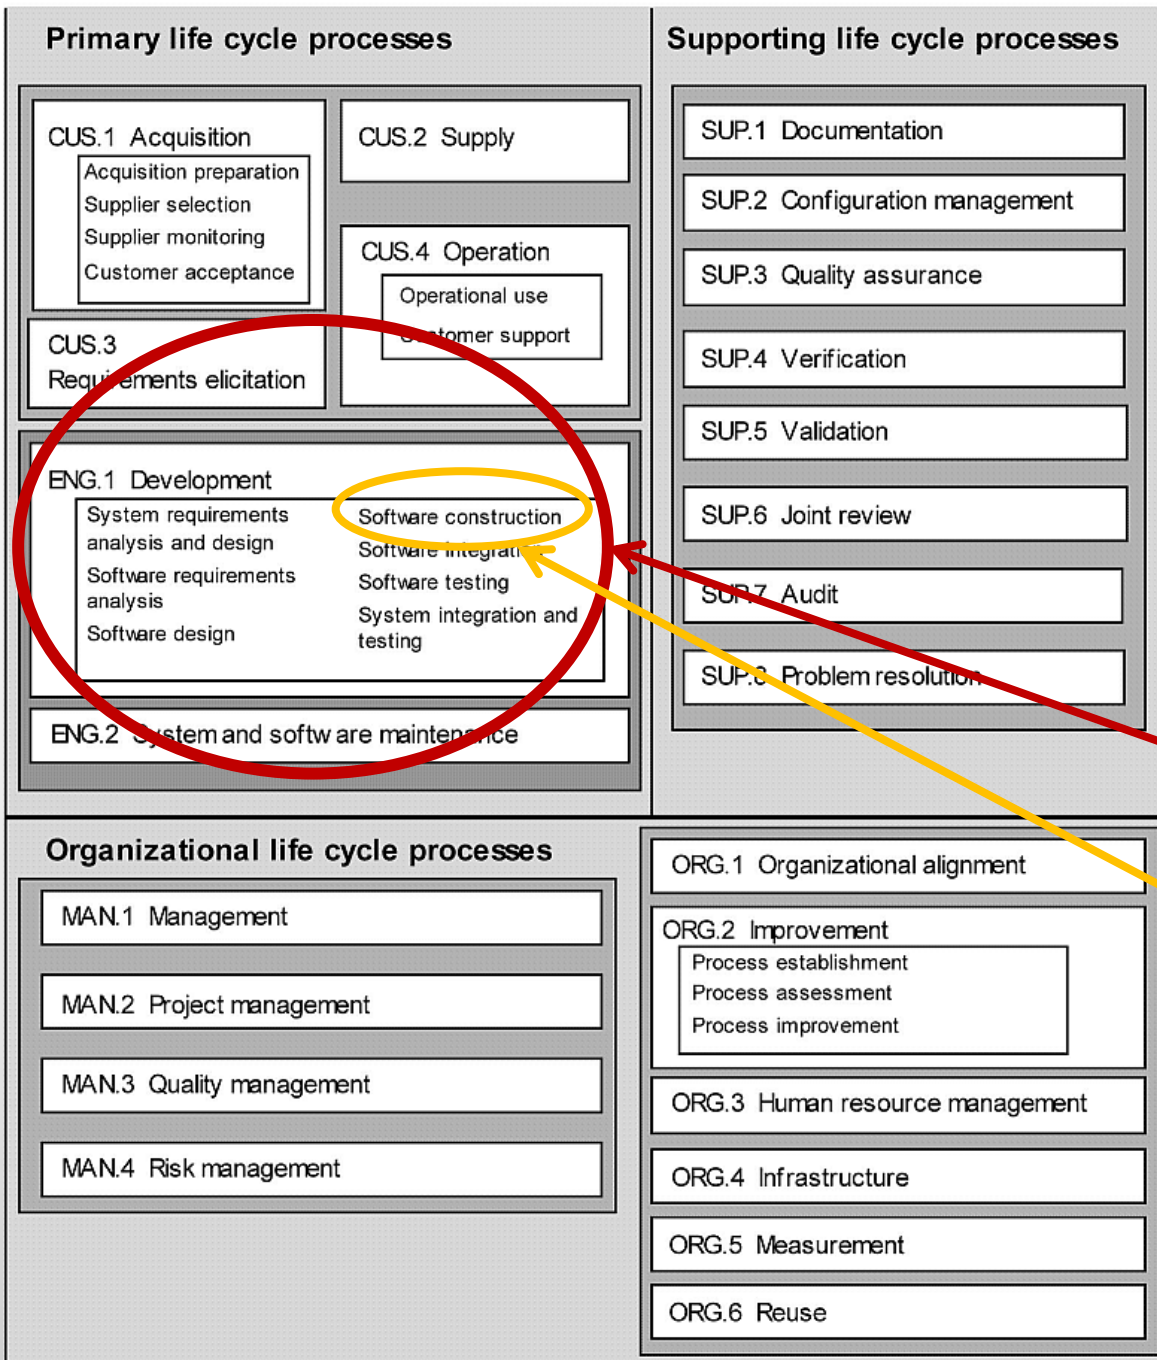 Primary life cycle processes
CUS.1 Acquisition
Acquisition preparation
Supplier selection
Supplier monitoring
Customer acceptance
CUS.2 Supply
CUS.4 Operation
Operational use
Customer support
CUS.3
Requirements elicitation
ENG.1 Development
System requirements
analysis and design
Software requirements
analysis
Software design
Software construction
Software integration
Software testing
System integration and
testing
ENG.2 System and software maintenance
Supporting life cycle processes
SUP.1 Documentation
SUP.2 Configuration management
SUP.3 Quality assurance
SUP.4 Verification
SUP.5 Validation
SUP.6 Joint review
SUP.7 Audit
SUP.8 Problem resolution
Organizational life cycle processes
MAN.1 Management
MAN.2 Project management
MAN.3 Quality management
MAN.4 Risk management
ORG.1 Organizational alignment
ORG.2 Improvement
Process establishment
Process assessment
Process improvement
ORG.3 Human resource management
ORG.4 Infrastructure
ORG.5 Measurement
ORG.6 Reuse